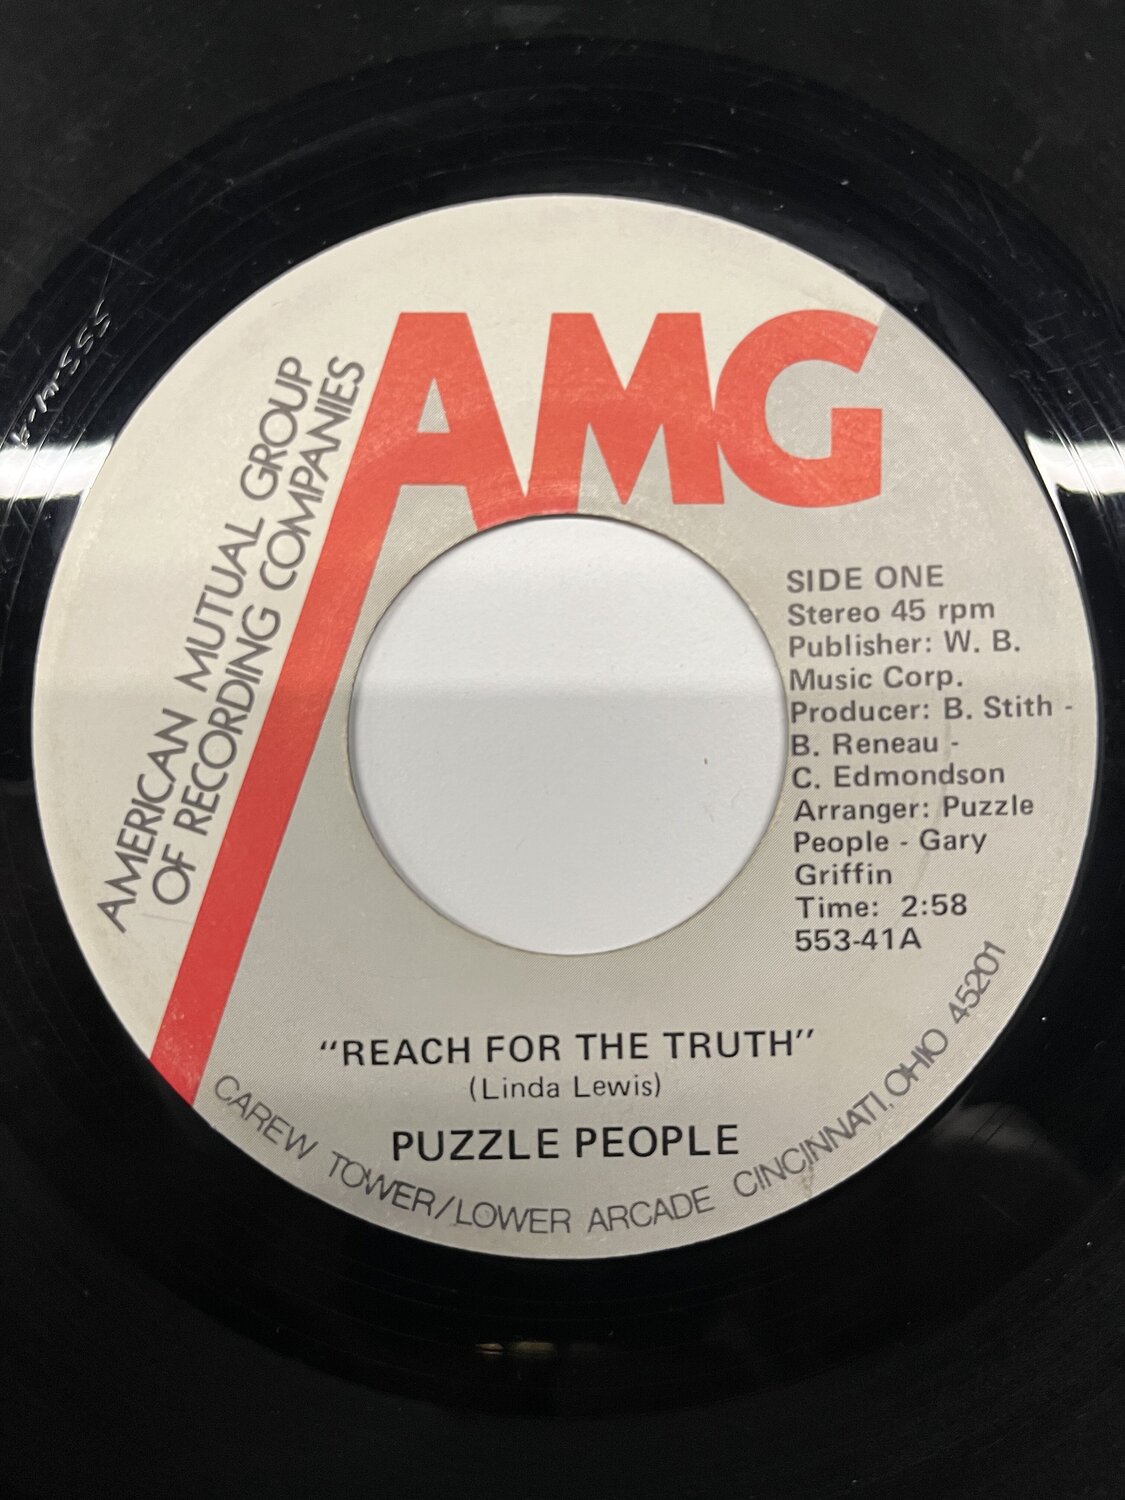 AMG
AMERICAN MUTUAL GROUP
OF RECORDING COMPANIES
SIDE ONE
Stereo 45 rpm
Publisher: W. B.
Music Corp.
Producer: B. Stith -
B. Reneau -
C. Edmondson
Arranger: Puzzle
People - Gary
Griffin
Time: 2:58
553-41A
"REACH FOR THE TRUTH"
(Linda Lewis)
PUZZLE PEOPLE
CAREW TOWER/LOWER ARCADE CINCINNATI, OHIO 45201